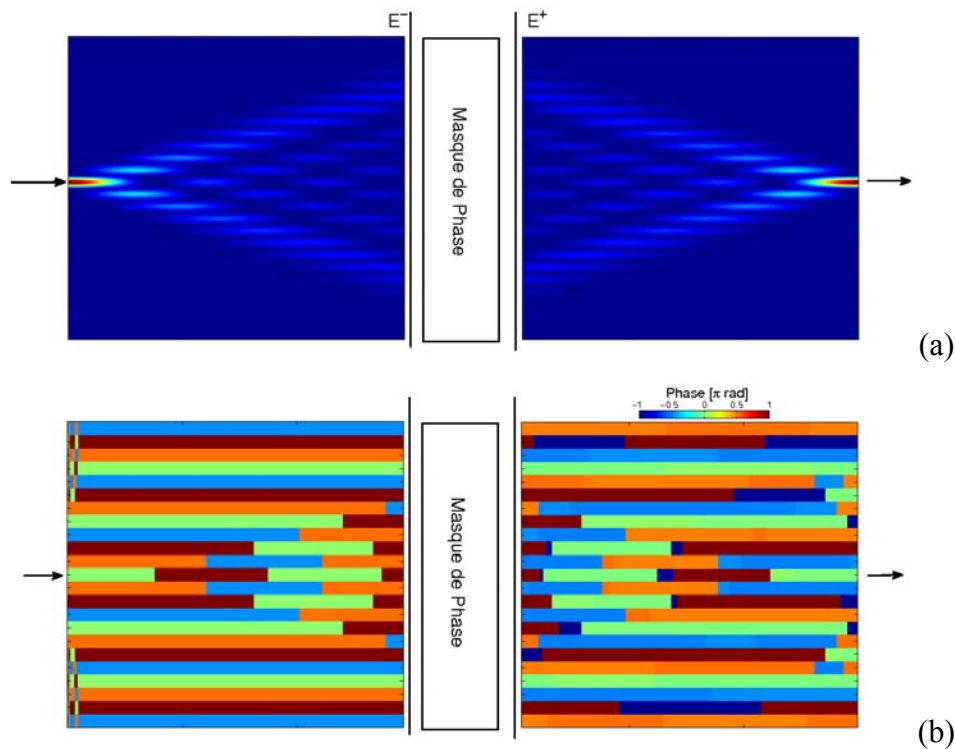 E⁻
E⁺
Masque de Phase
(a)
Phase [π rad]
−1 −0.5 0 0.5 1
Masque de Phase
(b)